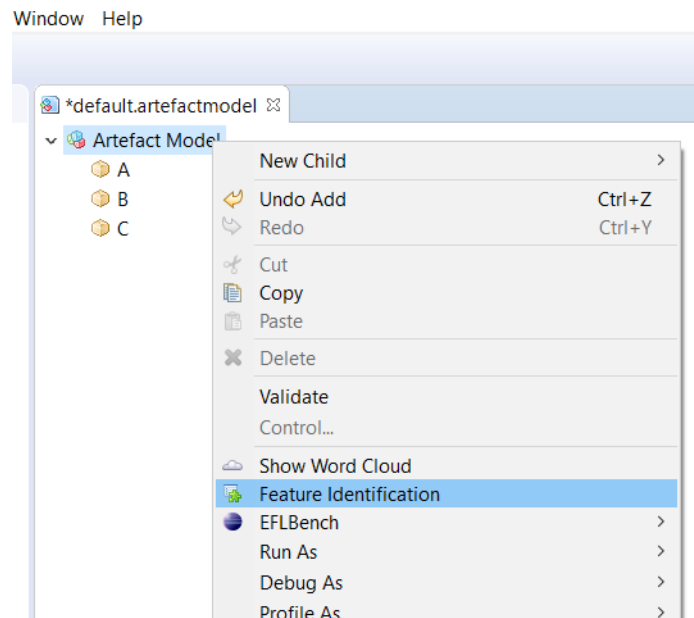 Window Help
*default.artefactmodel
Artefact Model
A
B
C
New Child
Undo Add Ctrl+Z
Redo Ctrl+Y
Cut
Copy
Paste
Delete
Validate
Control...
Show Word Cloud
Feature Identification
EFLBench
Run As
Debug As
Profile As